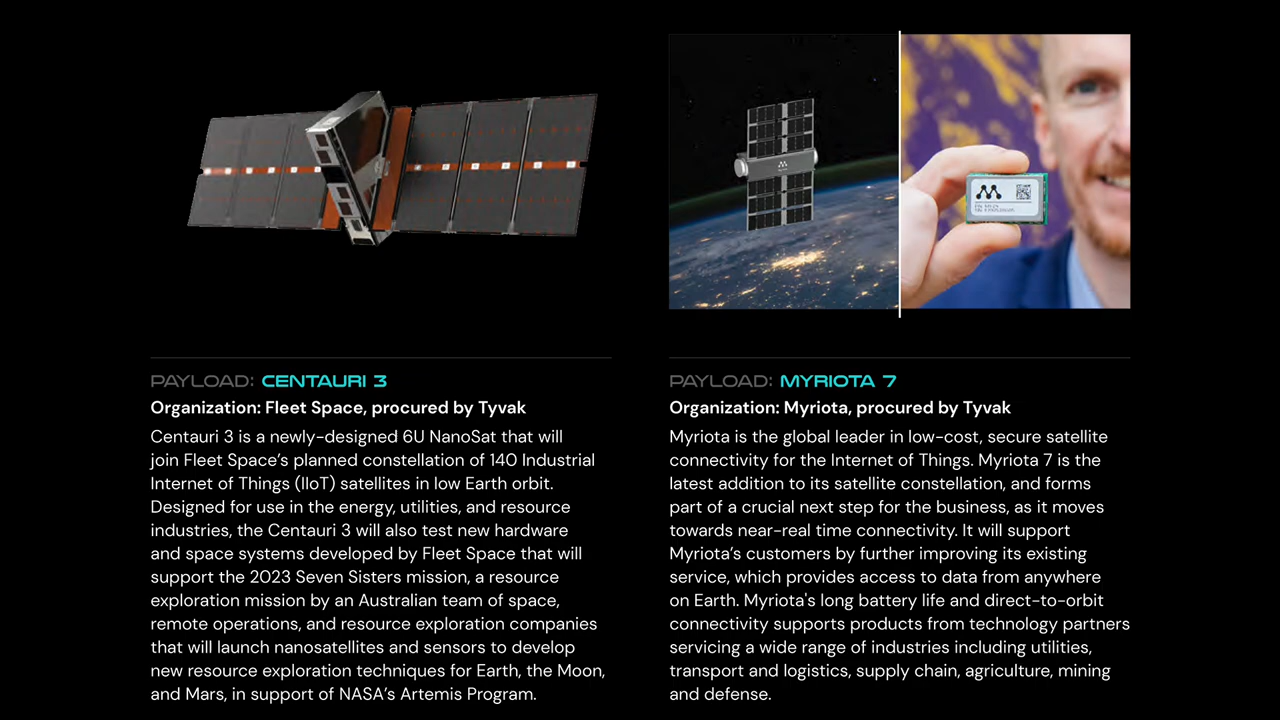 PAYLOAD: CENTAURI 3
Organization: Fleet Space, procured by Tyvak
Centauri 3 is a newly-designed 6U NanoSat that will
join Fleet Space's planned constellation of 140 Industrial
Internet of Things (IIoT) satellites in low Earth orbit.
Designed for use in the energy, utilities, and resource
industries, the Centauri 3 will also test new hardware
and space systems developed by Fleet Space that will
support the 2023 Seven Sisters mission, a resource
exploration mission by an Australian team of space,
remote operations, and resource exploration companies
that will launch nanosatellites and sensors to develop
new resource exploration techniques for Earth, the Moon,
and Mars, in support of NASA's Artemis Program.
PAYLOAD: MYRIOTA 7
Organization: Myriota, procured by Tyvak
Myriota is the global leader in low-cost, secure satellite
connectivity for the Internet of Things. Myriota 7 is the
latest addition to its satellite constellation, and forms
part of a crucial next step for the business, as it moves
towards near-real time connectivity. It will support
Myriota's customers by further improving its existing
service, which provides access to data from anywhere
on Earth. Myriota's long battery life and direct-to-orbit
connectivity supports products from technology partners
servicing a wide range of industries including utilities,
transport and logistics, supply chain, agriculture, mining
and defense.